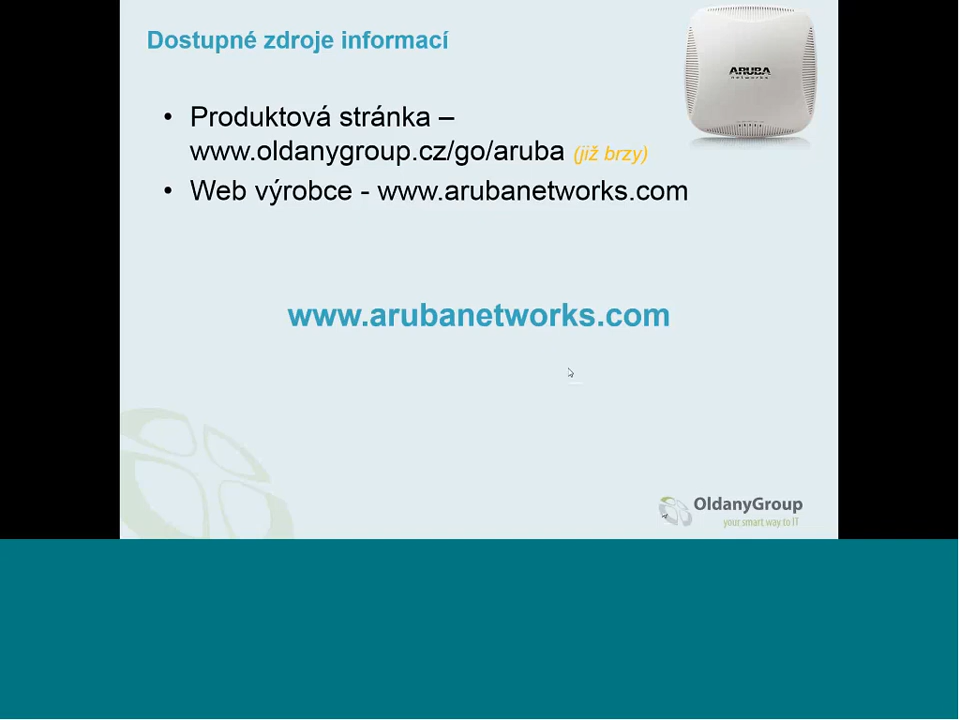 Dostupné zdroje informací
ARUBA
networks
• Produktová stránka –
www.oldanygroup.cz/go/aruba (již brzy)
• Web výrobce - www.arubanetworks.com
www.arubanetworks.com
OldanyGroup
your smart way to IT